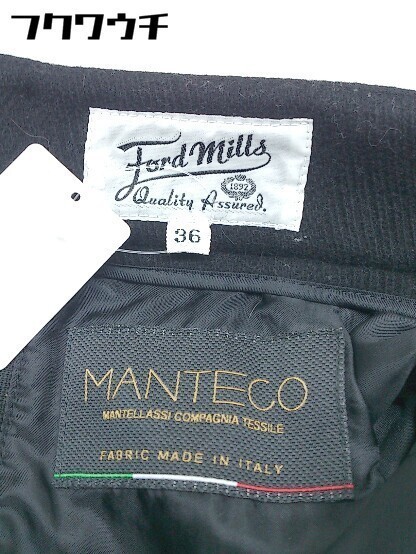 フクワウチ
Ford Mills
1892
Quality Assured.
36
MANTECO
MANTELLASSI COMPAGNIA TESSILE
FABRIC MADE IN ITALY